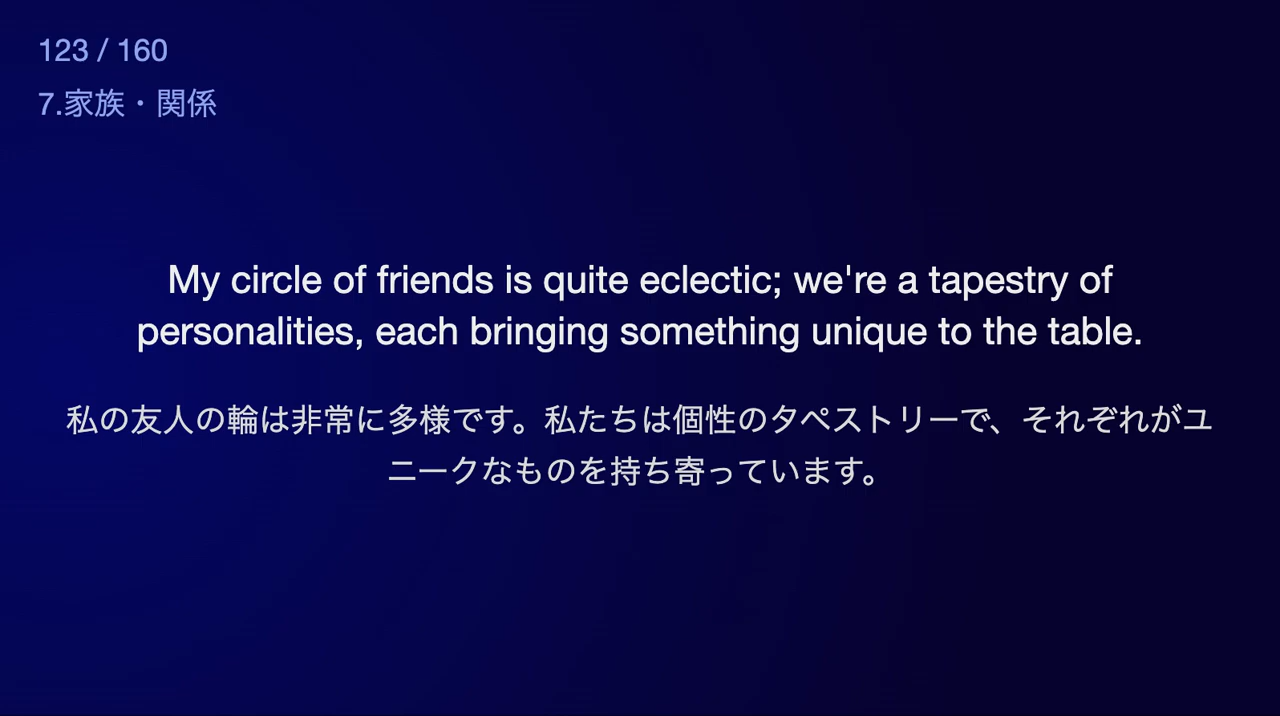 123 / 160
7.家族・関係
My circle of friends is quite eclectic; we're a tapestry of
personalities, each bringing something unique to the table.
私の友人の輪は非常に多様です。私たちは個性のタペストリーで、それぞれがユ
ニークなものを持ち寄っています。